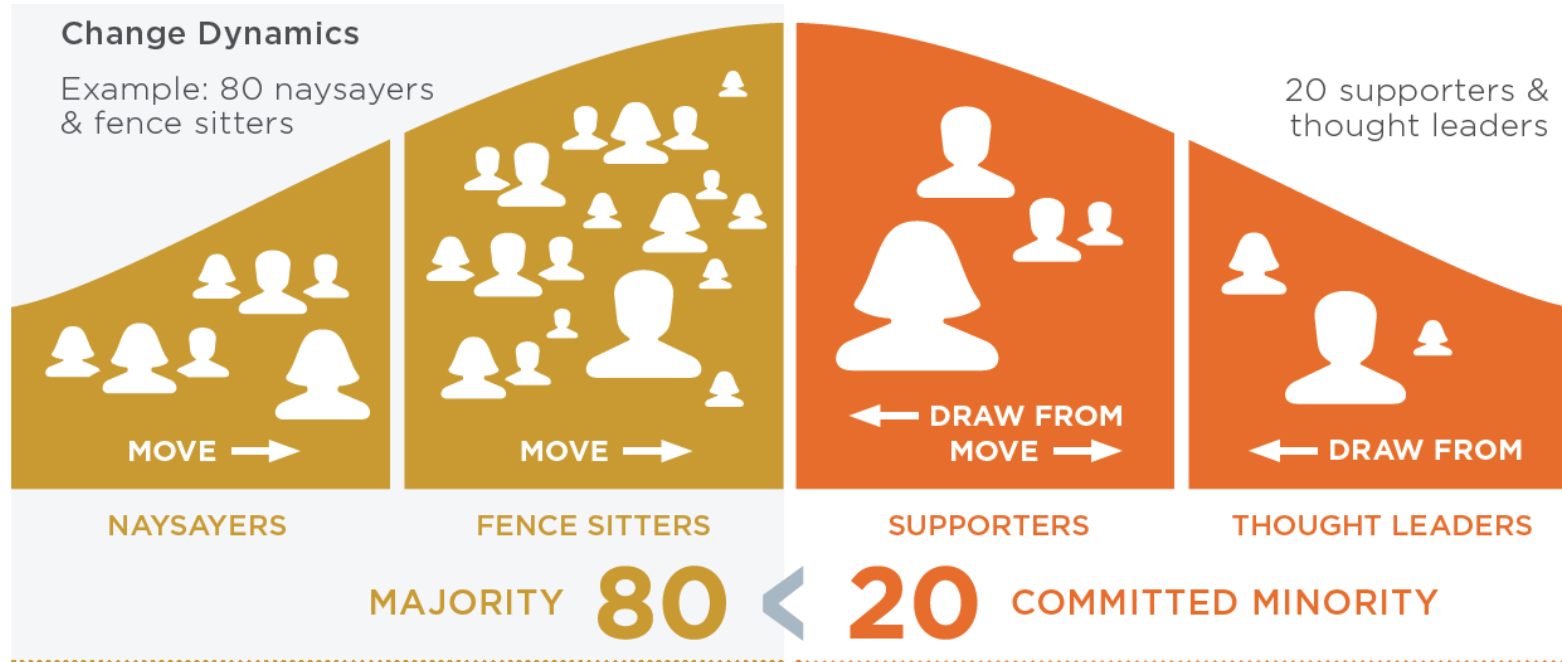 Change Dynamics
Example: 80 naysayers
& fence sitters
20 supporters &
thought leaders
MOVE
MOVE
DRAW FROM
MOVE
DRAW FROM
NAYSAYERS
FENCE SITTERS
SUPPORTERS
THOUGHT LEADERS
MAJORITY 80 < 20 COMMITTED MINORITY